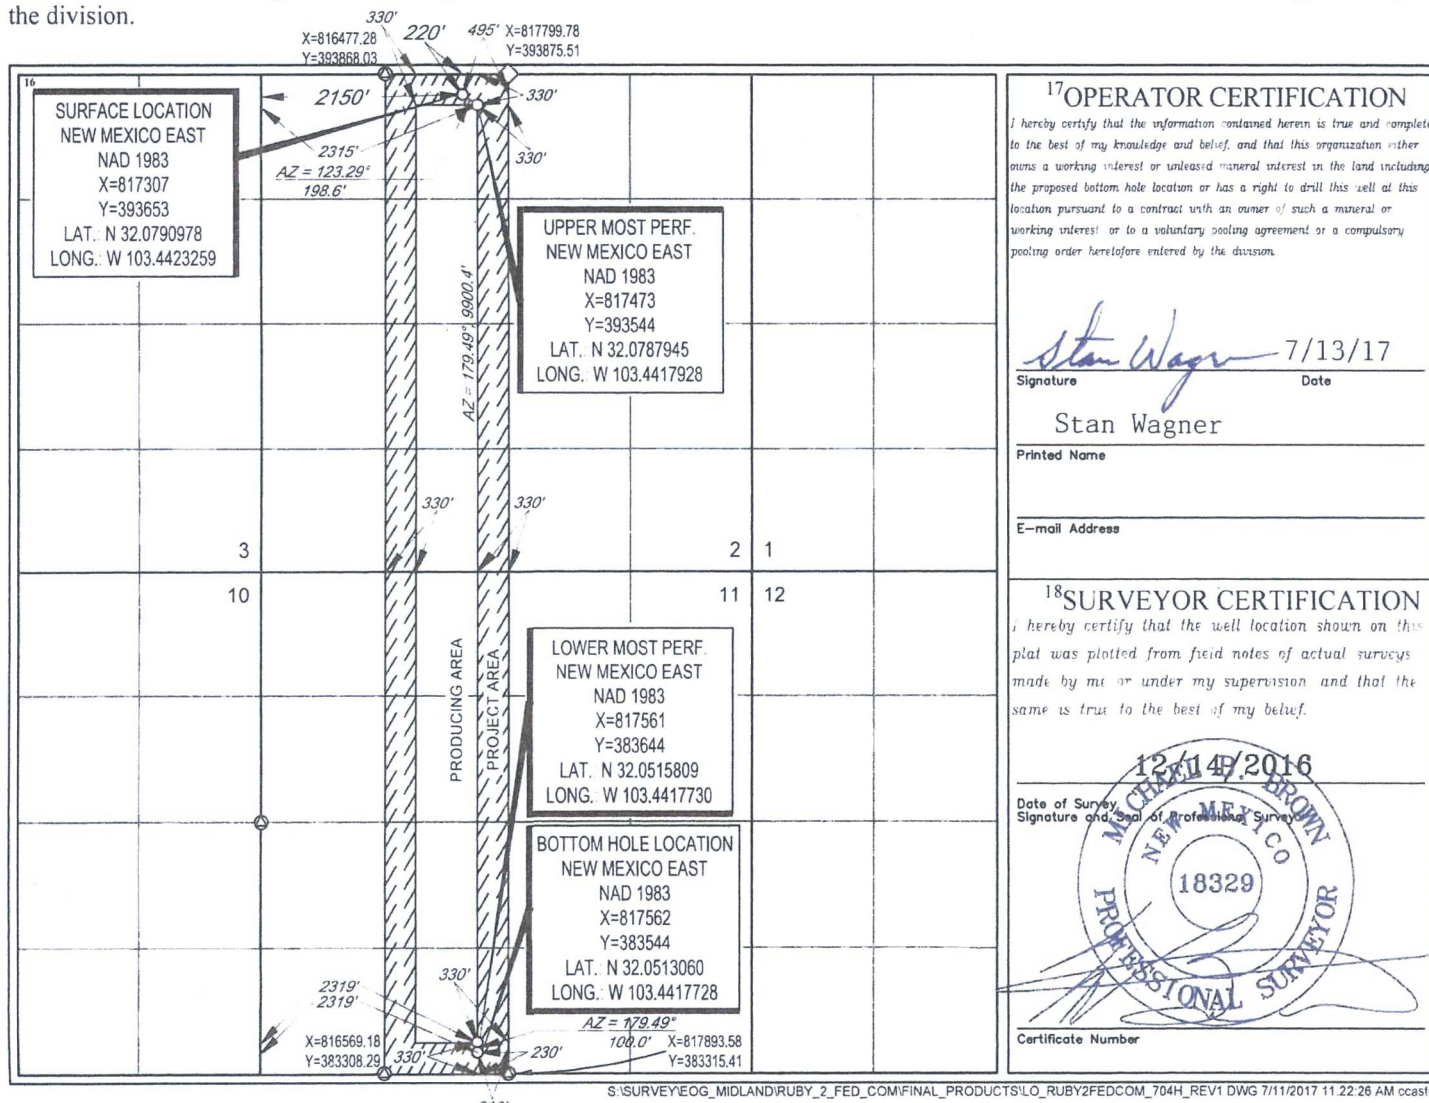 the division.
330'
220'
495'
X=816477.28
Y=393868.03
X=817799.78
Y=393875.51
16
SURFACE LOCATION
NEW MEXICO EAST
NAD 1983
X=817307
Y=393653
LAT.: N 32.0790978
LONG.: W 103.4423259
2150'
330'
2315'
330'
AZ = 123.29°
198.6'
UPPER MOST PERF.
NEW MEXICO EAST
NAD 1983
X=817473
Y=393544
LAT.: N 32.0787945
LONG. W 103.4417928
AZ = 179.49°, 9900.4'
330'
330'
3
2
1
10
11
12
PRODUCING AREA
PROJECT AREA
LOWER MOST PERF.
NEW MEXICO EAST
NAD 1983
X=817561
Y=383644
LAT.: N 32.0515809
LONG.: W 103.4417730
BOTTOM HOLE LOCATION
NEW MEXICO EAST
NAD 1983
X=817562
Y=383544
LAT.: N 32.0513060
LONG.: W 103.4417728
2319'
2319'
330'
AZ = 179.49°
100.0'
X=816569.18
Y=383308.29
330'
230'
X=817893.58
Y=383315.41
17 OPERATOR CERTIFICATION
I hereby certify that the information contained herein is true and complete
to the best of my knowledge and belief, and that this organization either
owns a working interest or unleased mineral interest in the land including
the proposed bottom hole location or has a right to drill this well at this
location pursuant to a contract with an owner of such a mineral or
working interest or to a voluntary pooling agreement or a compulsory
pooling order heretofore entered by the division.
Stan Wagner 7/13/17
Signature Date
Stan Wagner
Printed Name
E-mail Address
18 SURVEYOR CERTIFICATION
I hereby certify that the well location shown on this
plat was plotted from field notes of actual surveys
made by me or under my supervision and that the
same is true to the best of my belief.
12/14/2016
Date of Survey
Signature and Seal of Professional Surveyor
MICHAEL B. BROWN
NEW MEXICO
18329
PROFESSIONAL SURVEYOR
Certificate Number
S:\SURVEY\EOG_MIDLAND\RUBY_2_FED_COM\FINAL_PRODUCTS\LO_RUBY2FEDCOM_704H_REV1 DWG 7/11/2017 11:22:26 AM ccast